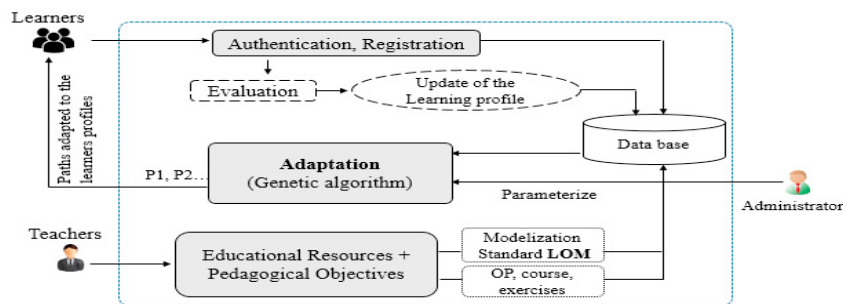 Learners
Authentication, Registration
Evaluation
Update of the
Learning profile
Paths adapted to the
learners profiles
Data base
Adaptation
(Genetic algorithm)
P1, P2...
Parameterize
Administrator
Teachers
Educational Resources +
Pedagogical Objectives
Modelization
Standard LOM
OP, course,
exercises